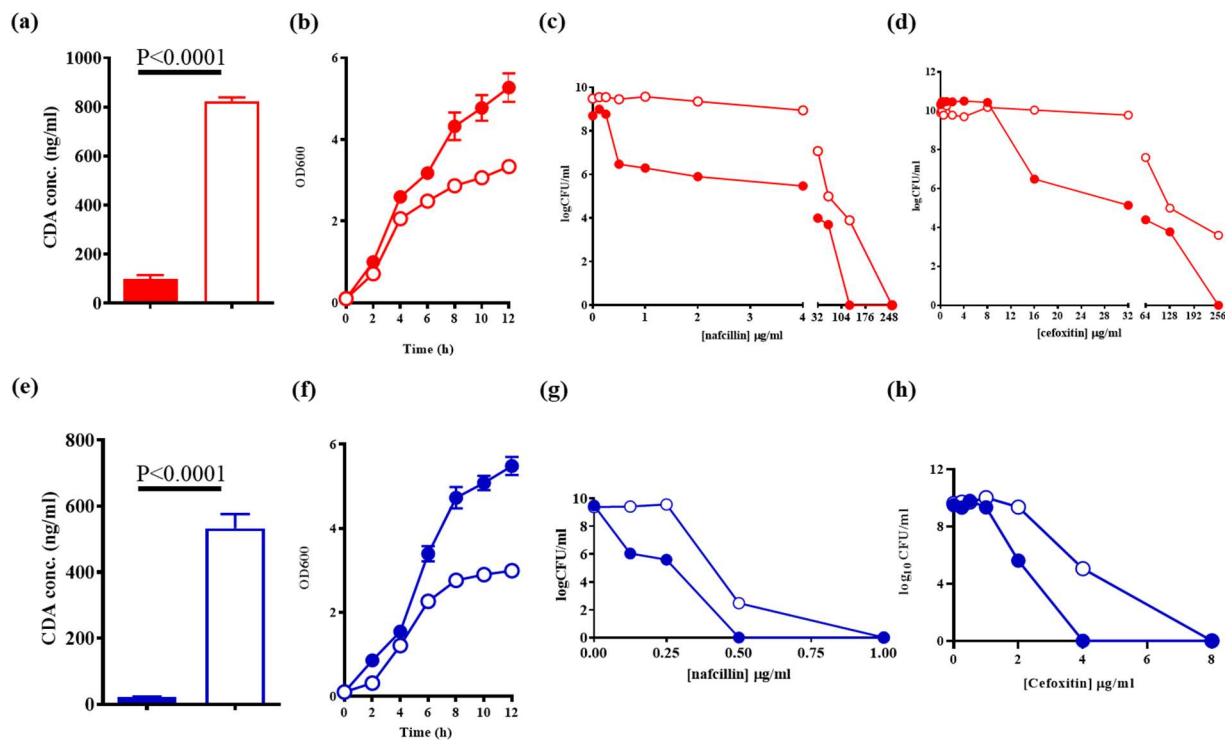 (a)
P<0.0001
CDA conc. (ng/ml)
1000
800
600
400
200
0
(b)
OD600
6
4
2
0
0 2 4 6 8 10 12
Time (h)
(c)
logCFU/ml
10
8
6
4
2
0
0 1 2 3 4 32 104 176 248
[nafcillin] µg/ml
(d)
logCFU/ml
12
10
8
6
4
2
0
0 4 8 12 16 20 24 28 32 64 128 192 256
[cefoxitin] µg/ml
(e)
P<0.0001
CDA conc. (ng/ml)
800
600
400
200
0
(f)
OD600
6
4
2
0
0 2 4 6 8 10 12
Time (h)
(g)
logCFU/ml
10
8
6
4
2
0
0.00 0.25 0.50 0.75 1.00
[nafcillin] µg/ml
(h)
log10 CFU/ml
12
9
6
3
0
0 2 4 6 8
[Cefoxitin] µg/ml